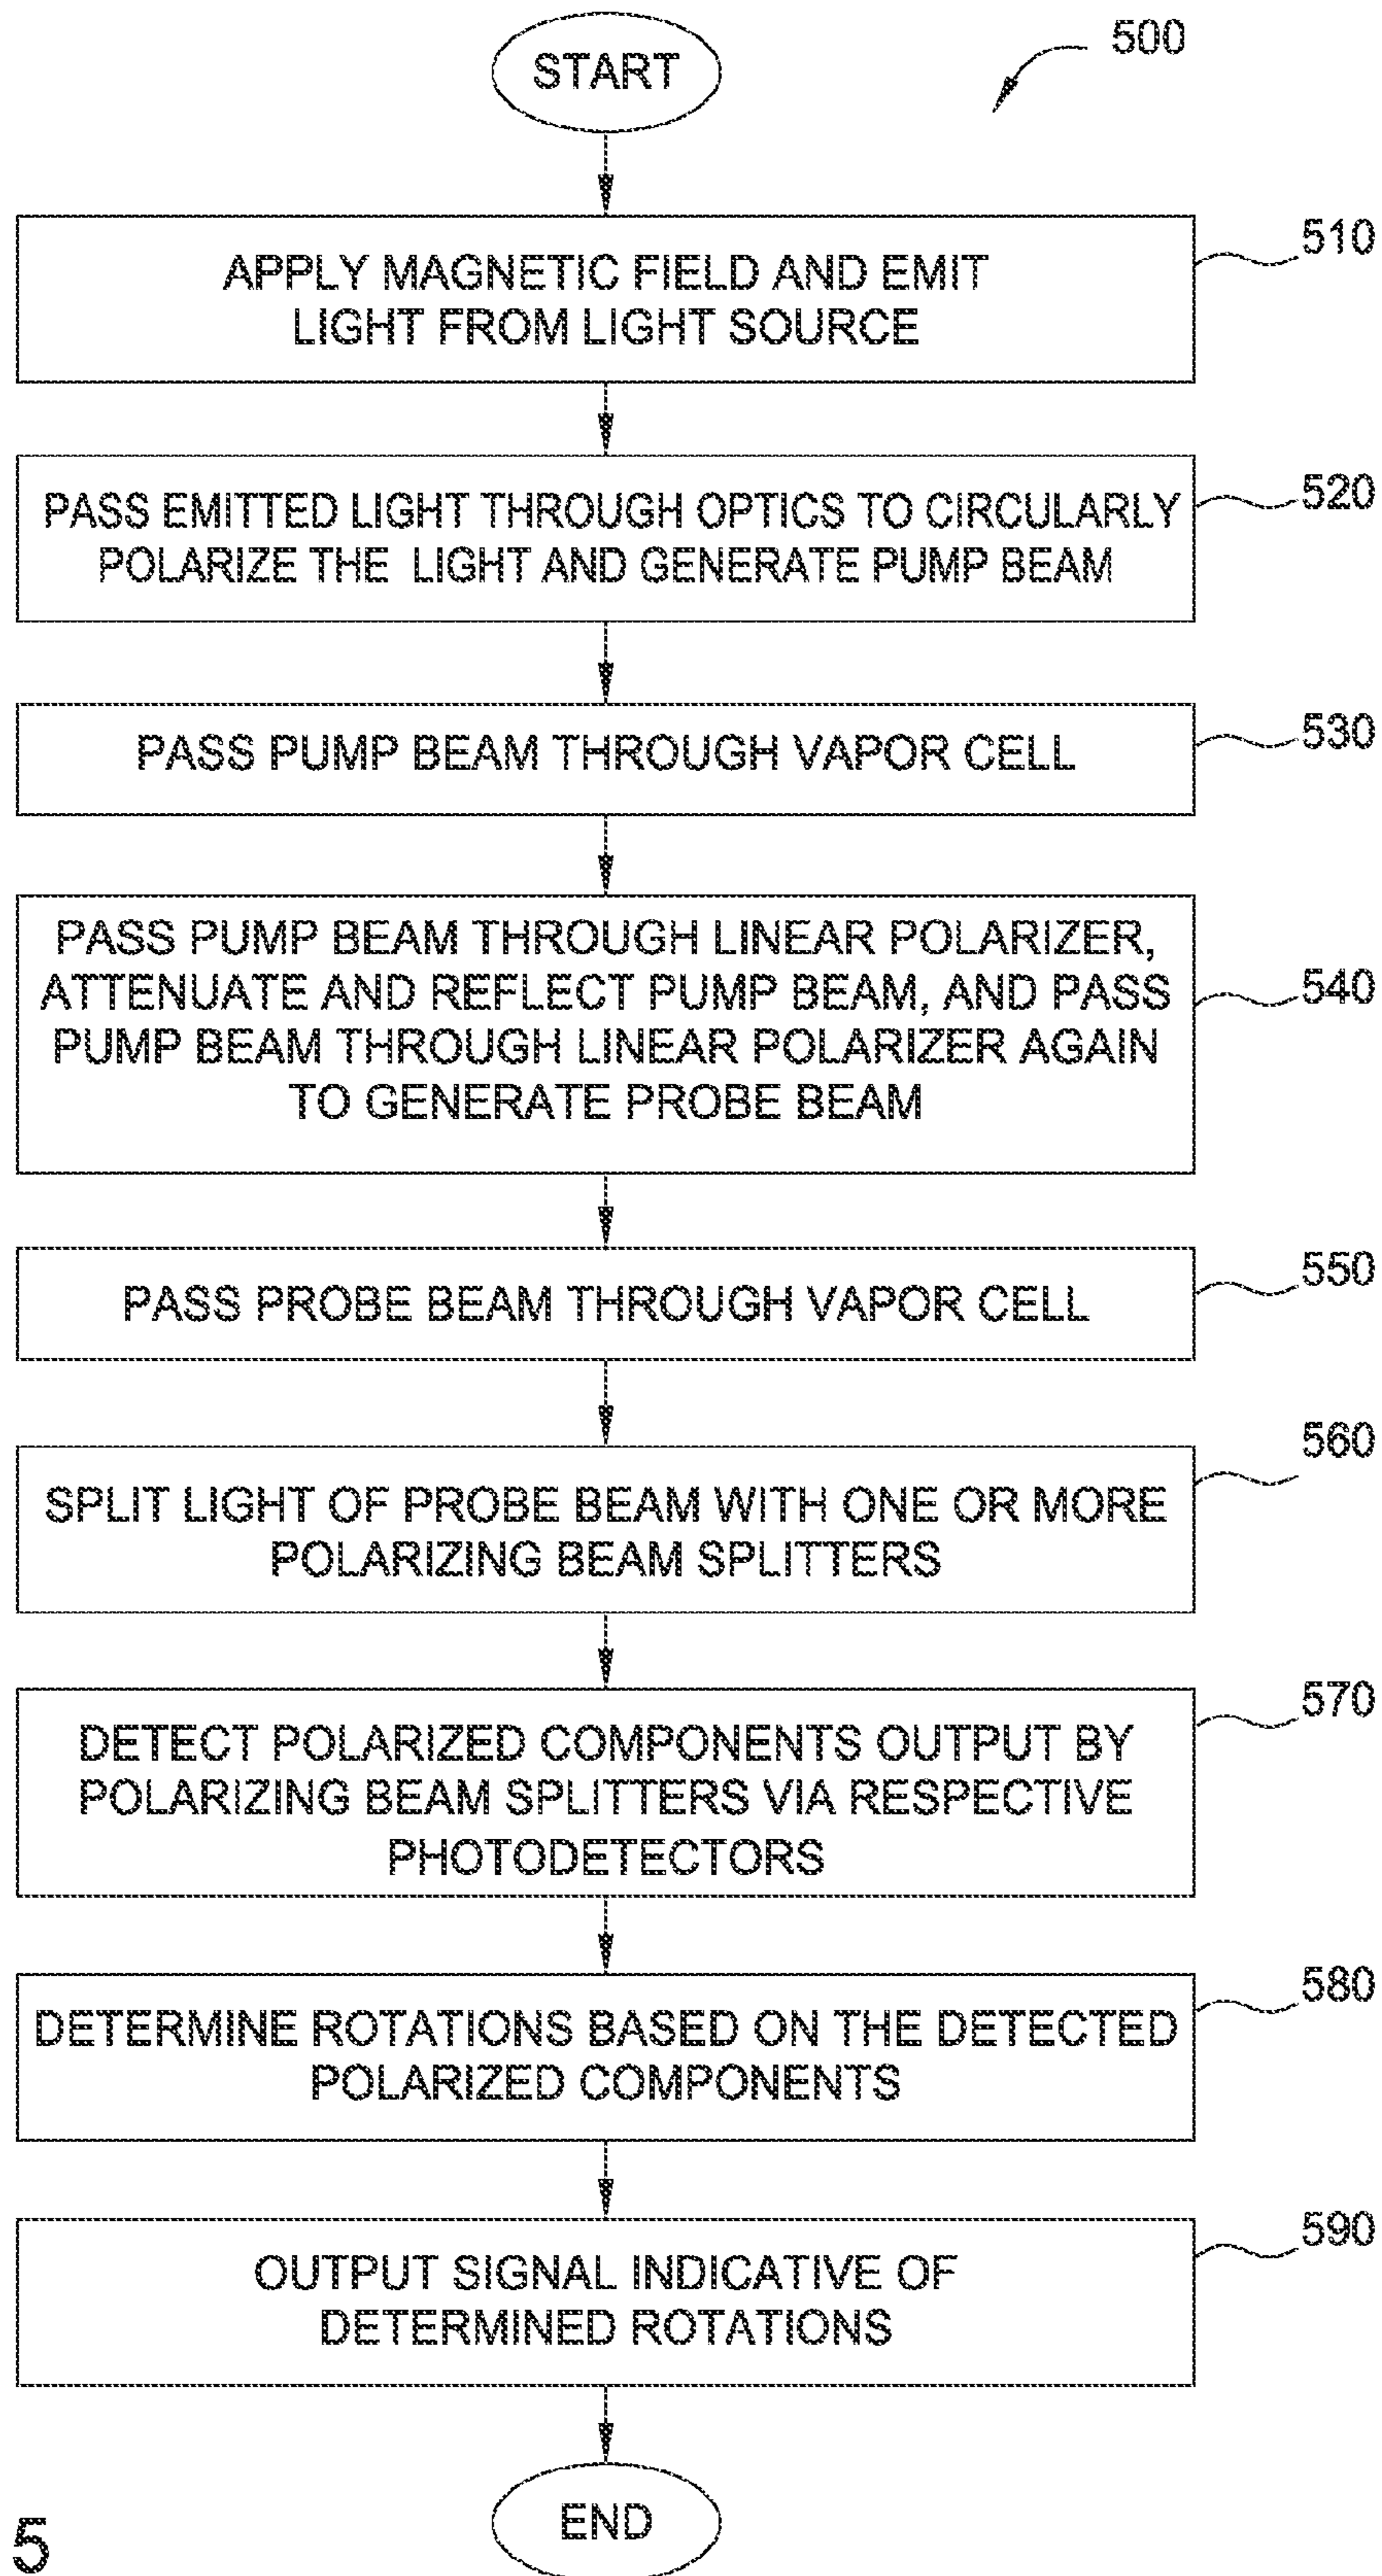 START
500
APPLY MAGNETIC FIELD AND EMIT
LIGHT FROM LIGHT SOURCE
510
PASS EMITTED LIGHT THROUGH OPTICS TO CIRCULARLY
POLARIZE THE LIGHT AND GENERATE PUMP BEAM
520
PASS PUMP BEAM THROUGH VAPOR CELL
530
PASS PUMP BEAM THROUGH LINEAR POLARIZER,
ATTENUATE AND REFLECT PUMP BEAM, AND PASS
PUMP BEAM THROUGH LINEAR POLARIZER AGAIN
TO GENERATE PROBE BEAM
540
PASS PROBE BEAM THROUGH VAPOR CELL
550
SPLIT LIGHT OF PROBE BEAM WITH ONE OR MORE
POLARIZING BEAM SPLITTERS
560
DETECT POLARIZED COMPONENTS OUTPUT BY
POLARIZING BEAM SPLITTERS VIA RESPECTIVE
PHOTODETECTORS
570
DETERMINE ROTATIONS BASED ON THE DETECTED
POLARIZED COMPONENTS
580
OUTPUT SIGNAL INDICATIVE OF
DETERMINED ROTATIONS
590
END
5